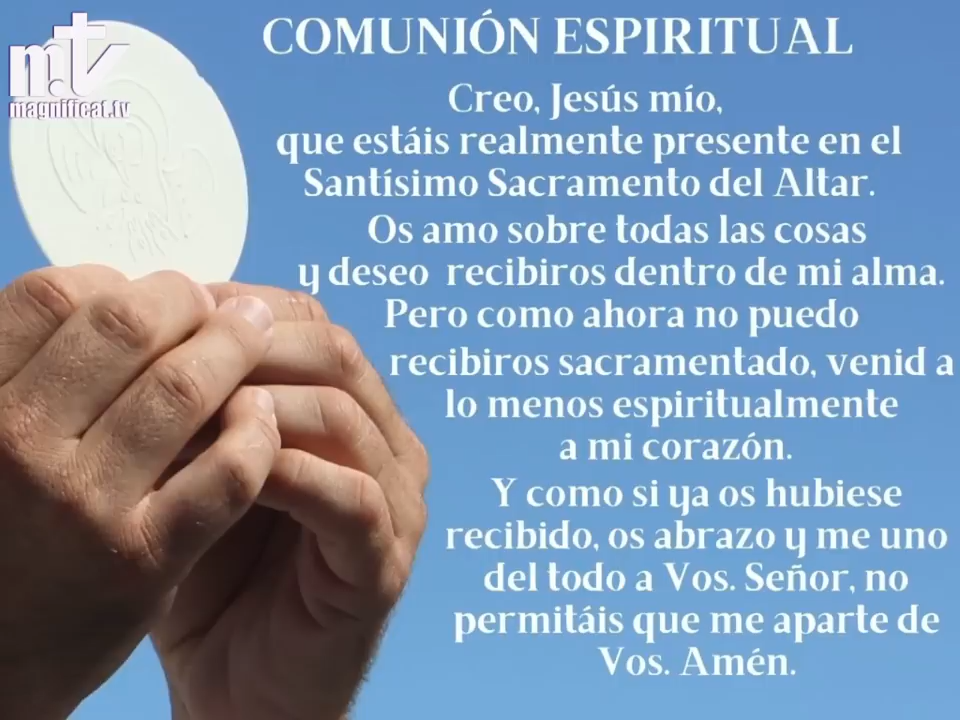 mtv
magnificat.tv
COMUNIÓN ESPIRITUAL
Creo, Jesús mío,
que estáis realmente presente en el
Santísimo Sacramento del Altar.
Os amo sobre todas las cosas
y deseo recibiros dentro de mi alma.
Pero como ahora no puedo
recibiros sacramentado, venid a
lo menos espiritualmente
a mi corazón.
Y como si ya os hubiese
recibido, os abrazo y me uno
del todo a Vos. Señor, no
permitáis que me aparte de
Vos. Amén.